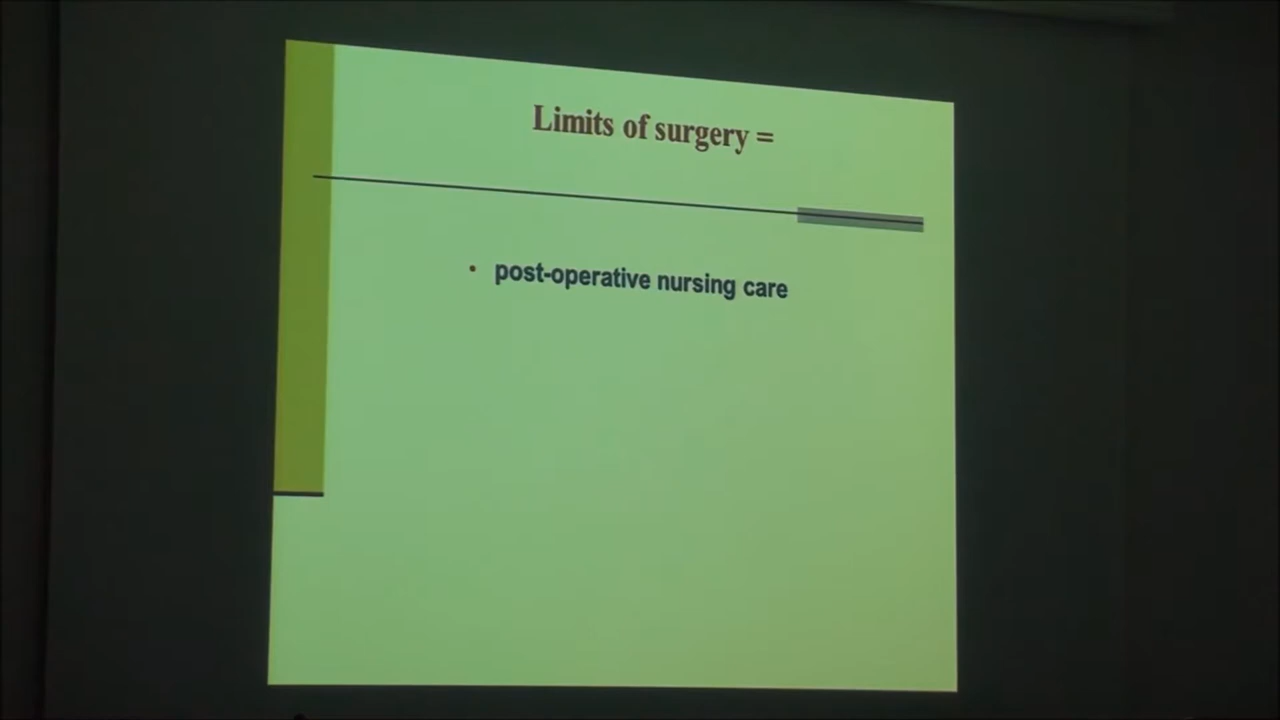 Limits of surgery =
• post-operative nursing care